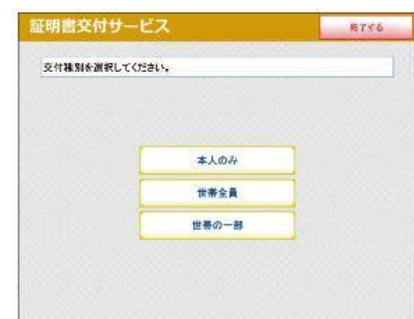 証明書交付サービス
終了する
交付種別を選択してください。
本人のみ
世帯全員
世帯の一部